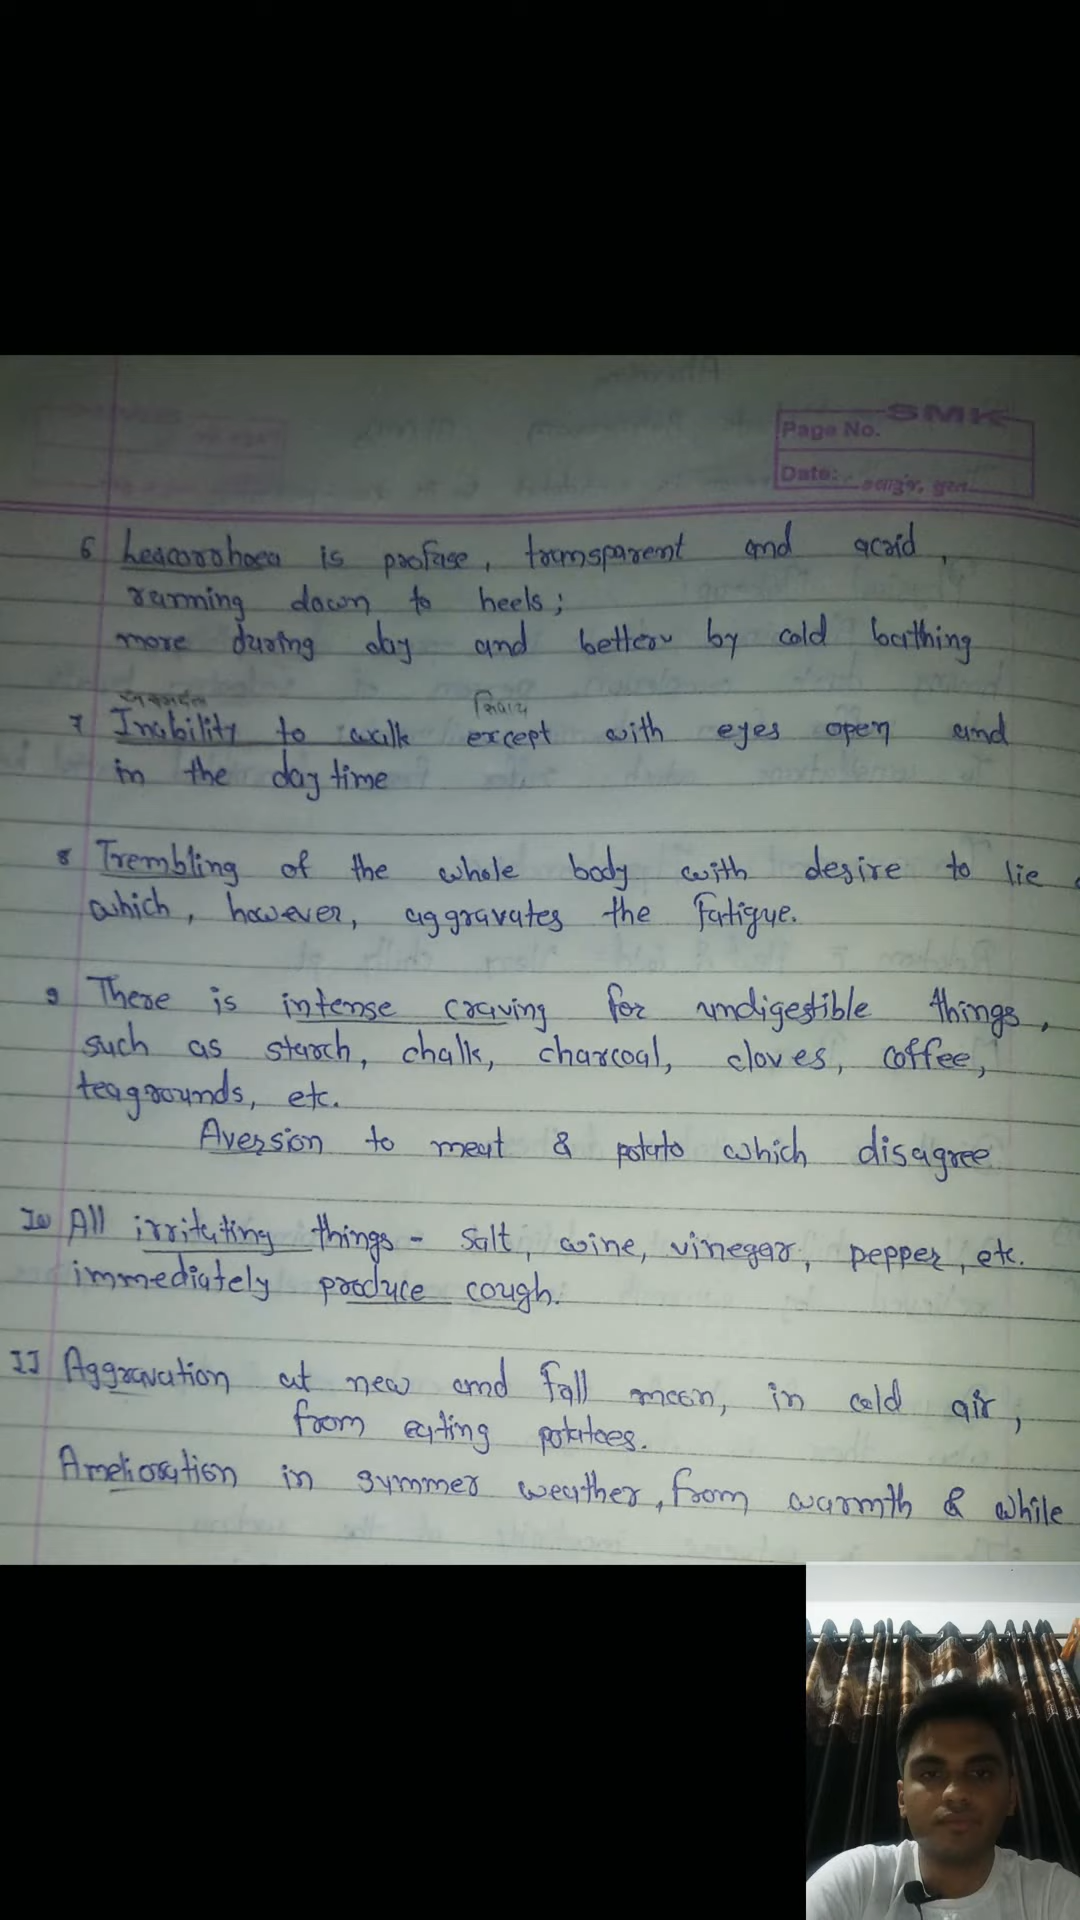 SMK
Page No.
Date:
6 Leucorrhoea is profuse, transparent and acrid,
running down to heels;
more during day and better by cold bathing
सिवाय
7 Inability to walk except with eyes open and
in the day time
8 Trembling of the whole body with desire to lie
which, however, aggravates the fatigue.
9 There is intense craving for undigestible things,
such as starch, chalk, charcoal, cloves, coffee,
teagrounds, etc.
Aversion to meat & potato which disagree
10 All irritating things - salt, wine, vinegar, pepper, etc.
immediately produce cough.
11 Aggravation at new and full moon, in cold air,
from eating potatoes.
Amelioration in summer weather, from warmth & while